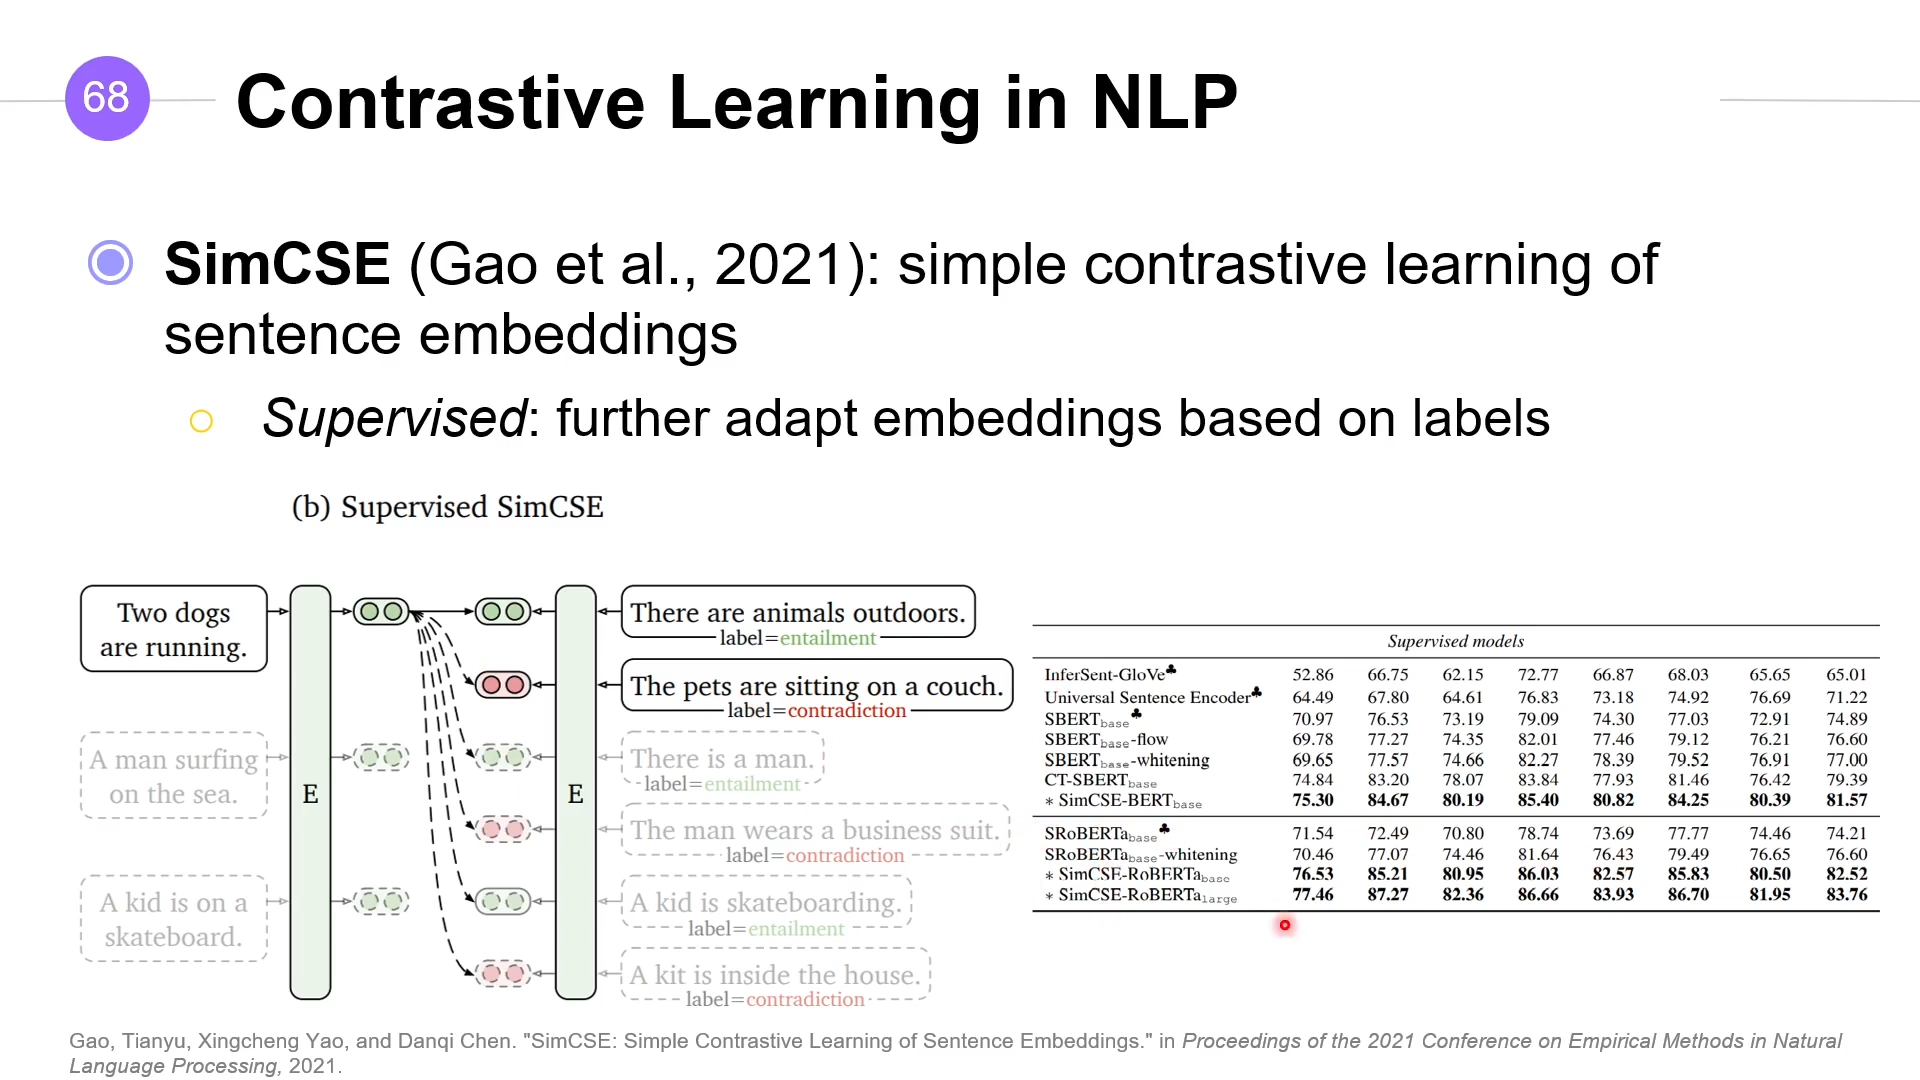 68
Contrastive Learning in NLP
SimCSE (Gao et al., 2021): simple contrastive learning of
sentence embeddings
Supervised: further adapt embeddings based on labels
(b) Supervised SimCSE
Two dogs
are running.
A man surfing
on the sea.
A kid is on a
skateboard.
E
E
There are animals outdoors.
label=entailment
The pets are sitting on a couch.
label=contradiction
There is a man.
label=entailment
The man wears a business suit.
label=contradiction
A kid is skateboarding.
label=entailment
A kit is inside the house.
label=contradiction
Supervised models
InferSent-GloVe♣ 52.86 66.75 62.15 72.77 66.87 68.03 65.65 65.01
Universal Sentence Encoder♣ 64.49 67.80 64.61 76.83 73.18 74.92 76.69 71.22
SBERTbase♣ 70.97 76.53 73.19 79.09 74.30 77.03 72.91 74.89
SBERTbase-flow 69.78 77.27 74.35 82.01 77.46 79.12 76.21 76.60
SBERTbase-whitening 69.65 77.57 74.66 82.27 78.39 79.52 76.91 77.00
CT-SBERTbase 74.84 83.20 78.07 83.84 77.93 81.46 76.42 79.39
* SimCSE-BERTbase 75.30 84.67 80.19 85.40 80.82 84.25 80.39 81.57
SRoBERTabase♣ 71.54 72.49 70.80 78.74 73.69 77.77 74.46 74.21
SRoBERTabase-whitening 70.46 77.07 74.46 81.64 76.43 79.49 76.65 76.60
* SimCSE-RoBERTabase 76.53 85.21 80.95 86.03 82.57 85.83 80.50 82.52
* SimCSE-RoBERTalarge 77.46 87.27 82.36 86.66 83.93 86.70 81.95 83.76
Gao, Tianyu, Xingcheng Yao, and Danqi Chen. "SimCSE: Simple Contrastive Learning of Sentence Embeddings." in Proceedings of the 2021 Conference on Empirical Methods in Natural
Language Processing, 2021.